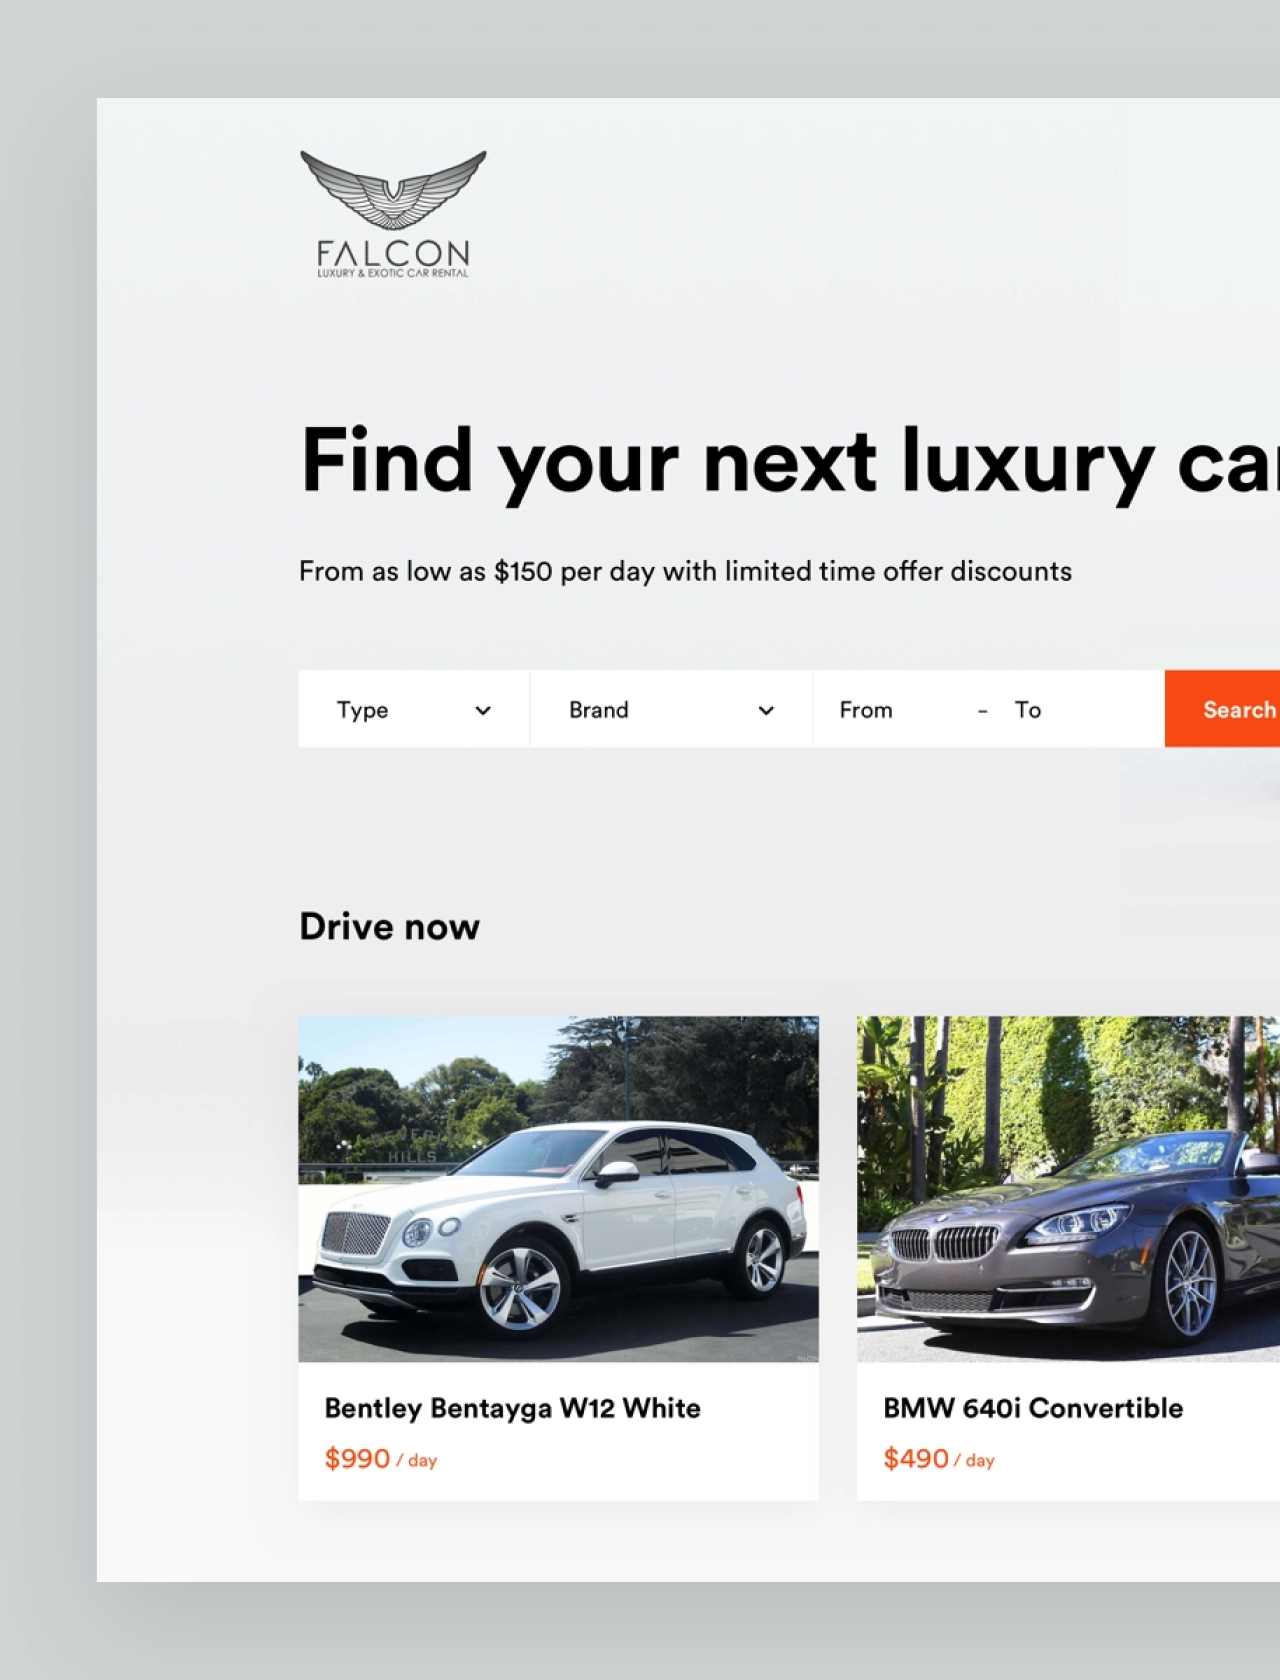 FALCON
LUXURY & EXOTIC CAR RENTAL
Find your next luxury car
From as low as $150 per day with limited time offer discounts
Type
Brand
From - To
Search
Drive now
HILLS
Bentley Bentayga W12 White
$990 / day
BMW 640i Convertible
$490 / day